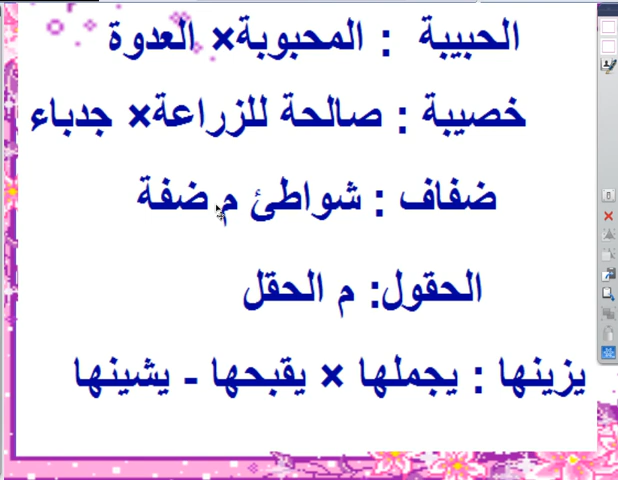 الحبيبة : المحبوبة× العدوة
خصيبة : صالحة للزراعة× جدباء
ضفاف : شواطئ م ضفة
الحقول: م الحقل
يزينها : يجملها × يقبحها - يشينها